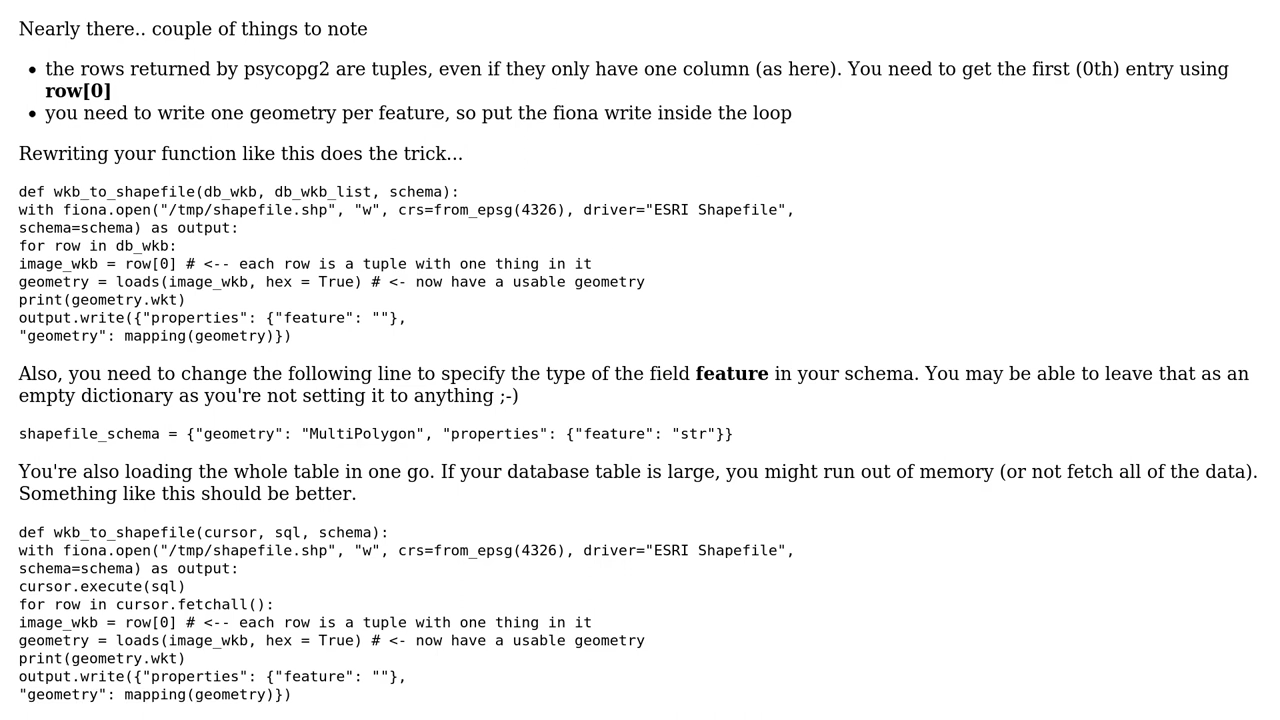 Nearly there.. couple of things to note
• the rows returned by psycopg2 are tuples, even if they only have one column (as here). You need to get the first (0th) entry using
row[0]
• you need to write one geometry per feature, so put the fiona write inside the loop
Rewriting your function like this does the trick...
def wkb_to_shapefile(db_wkb, db_wkb_list, schema):
with fiona.open("/tmp/shapefile.shp", "w", crs=from_epsg(4326), driver="ESRI Shapefile",
schema=schema) as output:
for row in db_wkb:
image_wkb = row[0] # <-- each row is a tuple with one thing in it
geometry = loads(image_wkb, hex = True) # <- now have a usable geometry
print(geometry.wkt)
output.write({"properties": {"feature": ""},
"geometry": mapping(geometry)})
Also, you need to change the following line to specify the type of the field feature in your schema. You may be able to leave that as an
empty dictionary as you're not setting it to anything ;-)
shapefile_schema = {"geometry": "MultiPolygon", "properties": {"feature": "str"}}
You're also loading the whole table in one go. If your database table is large, you might run out of memory (or not fetch all of the data).
Something like this should be better.
def wkb_to_shapefile(cursor, sql, schema):
with fiona.open("/tmp/shapefile.shp", "w", crs=from_epsg(4326), driver="ESRI Shapefile",
schema=schema) as output:
cursor.execute(sql)
for row in cursor.fetchall():
image_wkb = row[0] # <-- each row is a tuple with one thing in it
geometry = loads(image_wkb, hex = True) # <- now have a usable geometry
print(geometry.wkt)
output.write({"properties": {"feature": ""},
"geometry": mapping(geometry)})